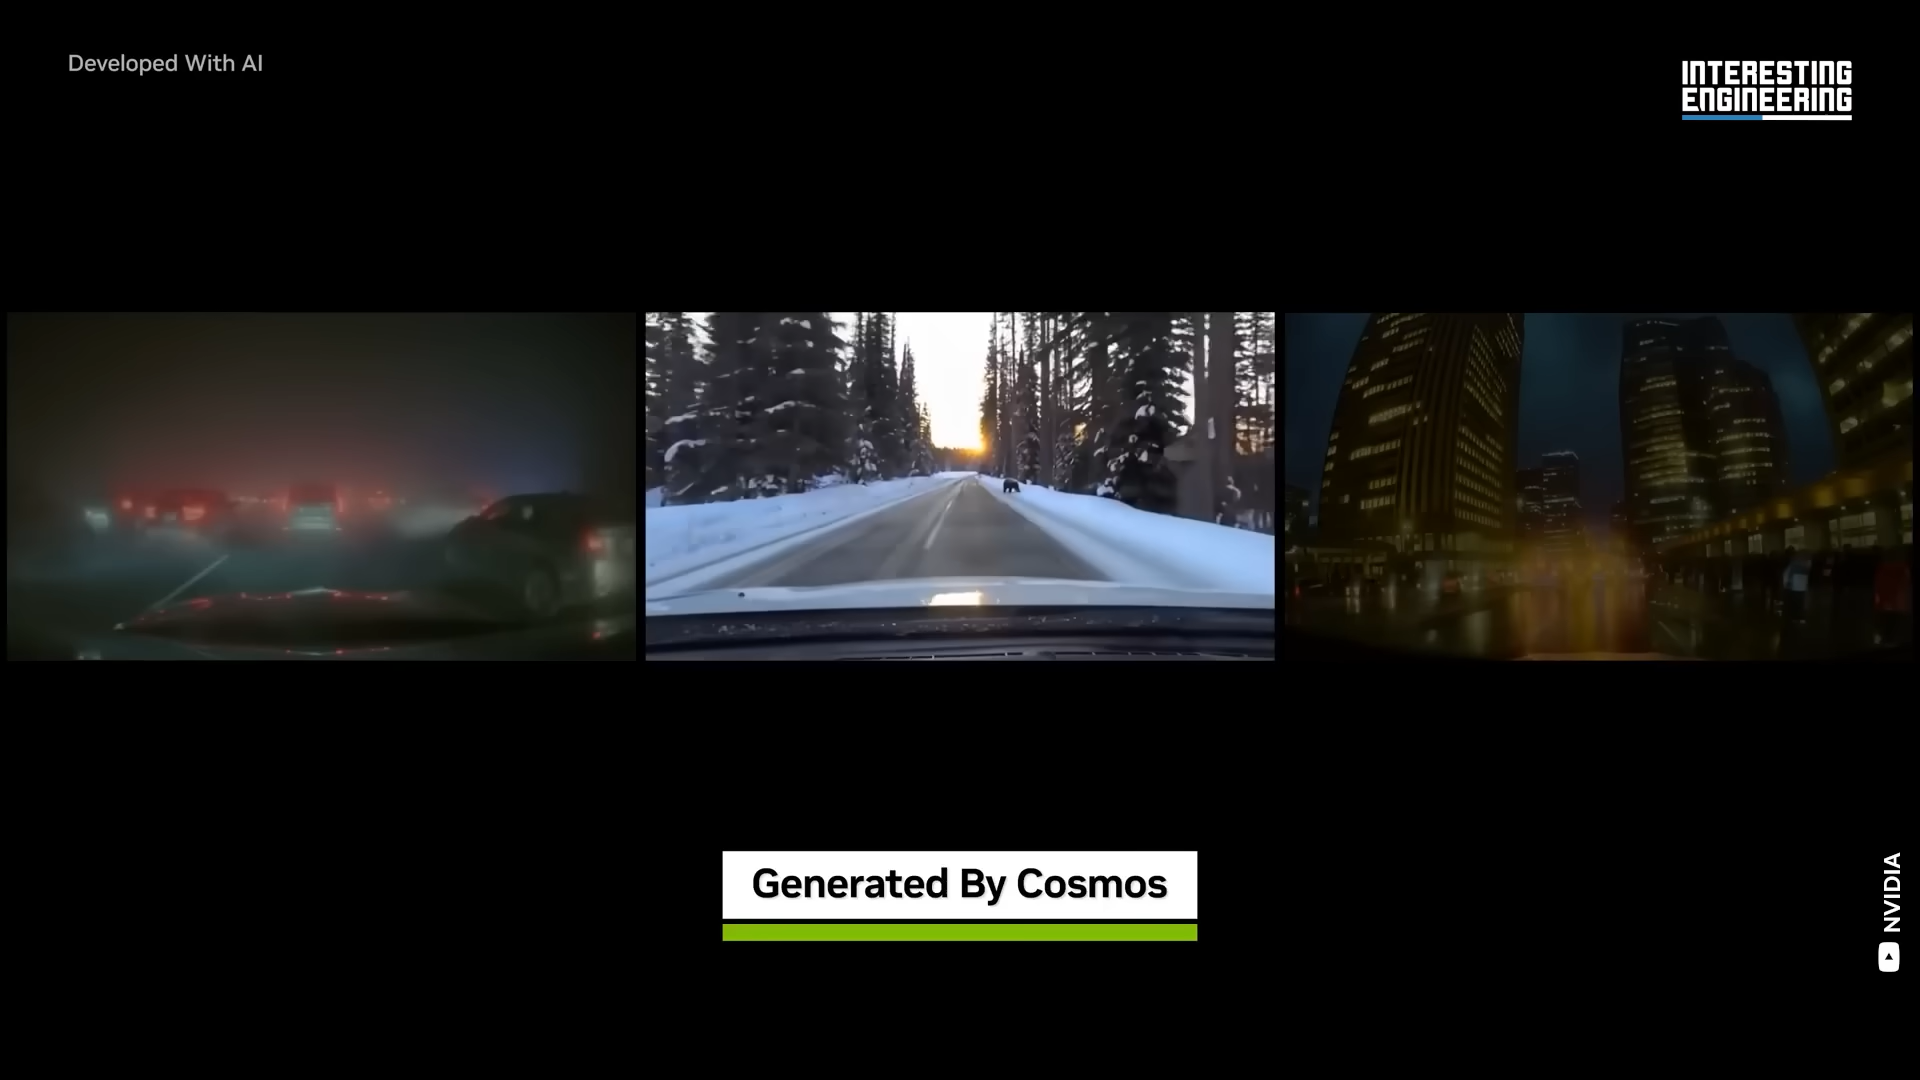 Developed With AI
INTERESTING
ENGINEERING
Generated By Cosmos
NVIDIA